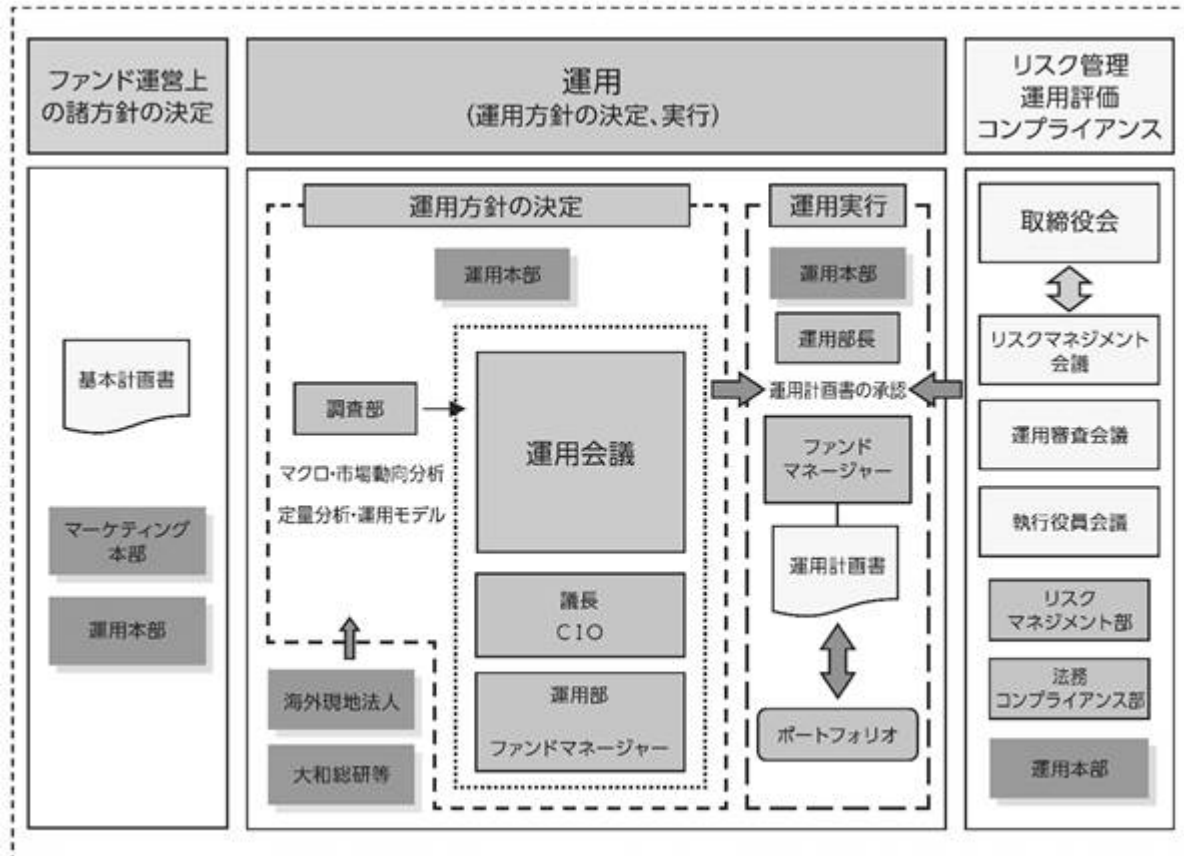 ファンド運営上
の諸方針の決定
運用
(運用方針の決定、実行)
リスク管理
運用評価
コンプライアンス
基本計画書
マーケティング
本部
運用本部
運用方針の決定
運用本部
調査部
マクロ・市場動向分析
定量分析・運用モデル
海外現地法人
大和総研等
運用会議
議長
CIO
運用部
ファンドマネージャー
運用実行
運用本部
運用部長
運用計画書の承認
ファンド
マネージャー
運用計画書
ポートフォリオ
取締役会
リスクマネジメント
会議
運用審査会議
執行役員会議
リスク
マネジメント部
法務
コンプライアンス部
運用本部